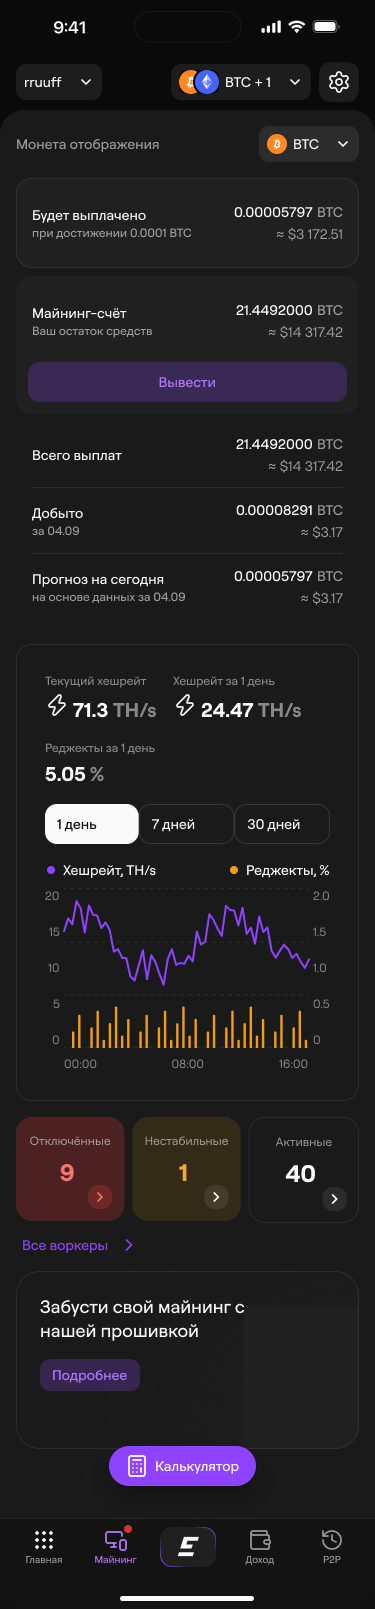 9:41
rruuff
BTC + 1
Монета отображения
BTC
Будет выплачено
0.00005797 BTC
при достижении 0.0001 BTC
≈ $3 172.51
Майнинг-счёт
21.4492000 BTC
Ваш остаток средств
≈ $14 317.42
Вывести
Всего выплат
21.4492000 BTC
≈ $14 317.42
Добыто
0.00008291 BTC
за 04.09
≈ $3.17
Прогноз на сегодня
0.00005797 BTC
на основе данных за 04.09
≈ $3.17
Текущий хешрейт
Хешрейт за 1 день
71.3 TH/s
24.47 TH/s
Реджекты за 1 день
5.05 %
1 день
7 дней
30 дней
Хешрейт, TH/s
Реджекты, %
20
2.0
15
1.5
10
1.0
5
0.5
0
0
00:00
08:00
16:00
Отключённые
Нестабильные
Активные
9
1
40
Все воркеры
Забусти свой майнинг с
нашей прошивкой
Подробнее
Калькулятор
Главная
Майнинг
Доход
P2P